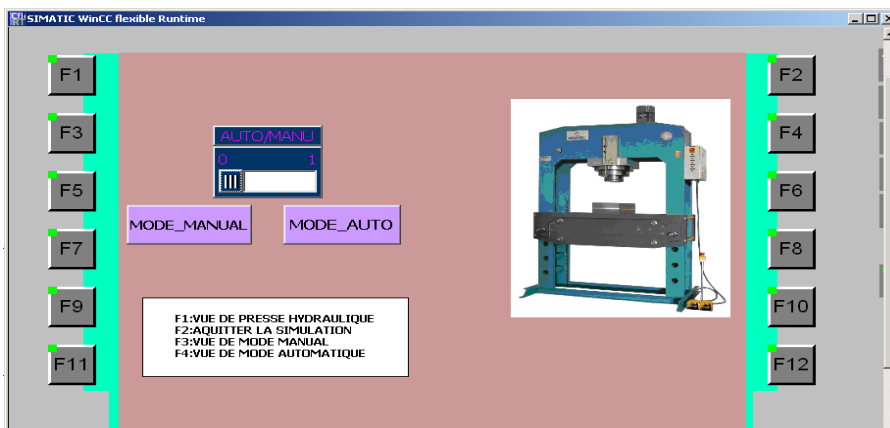 SIMATIC WinCC flexible Runtime
F1
F2
F3
F4
AUTO/MANU
0 1
F5
F6
MODE_MANUAL
MODE_AUTO
F7
F8
F9
F10
F1:VUE DE PRESSE HYDRAULIQUE
F2:AQUITTER LA SIMULATION
F3:VUE DE MODE MANUAL
F4:VUE DE MODE AUTOMATIQUE
F11
F12